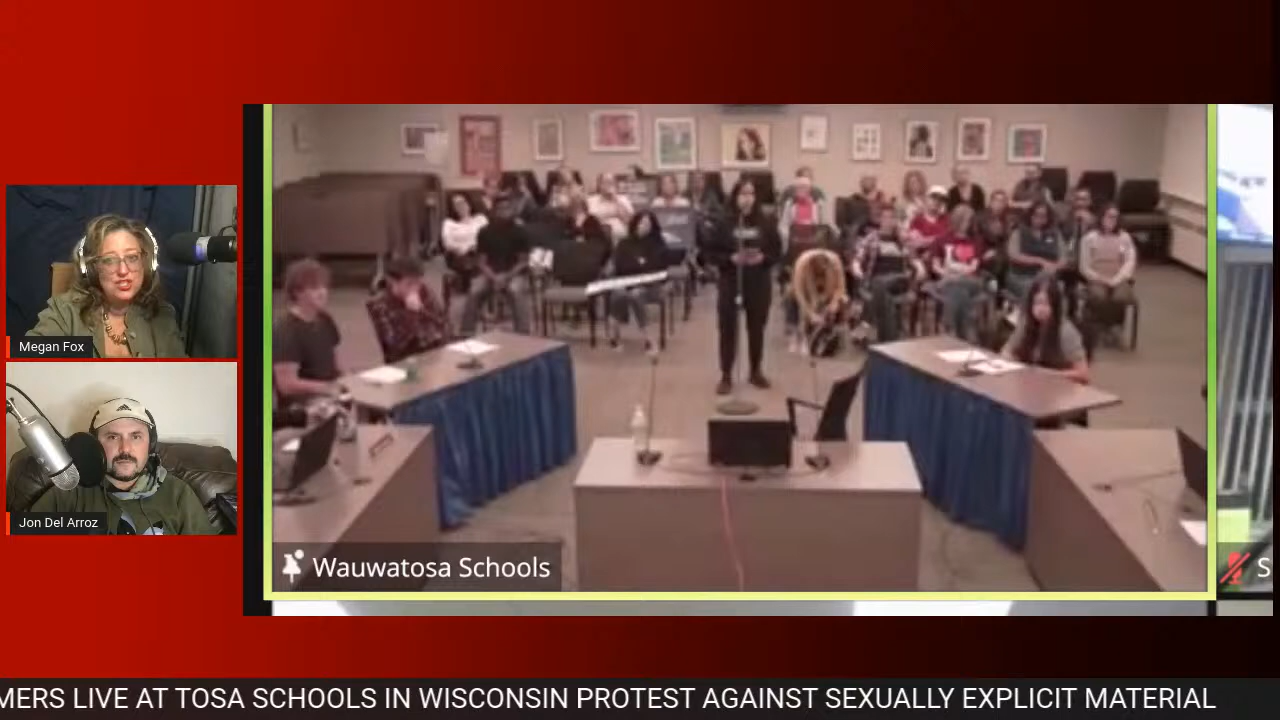 Megan Fox
Jon Del Arroz
Wauwatosa Schools
S
MERS LIVE AT TOSA SCHOOLS IN WISCONSIN PROTEST AGAINST SEXUALLY EXPLICIT MATERIAL